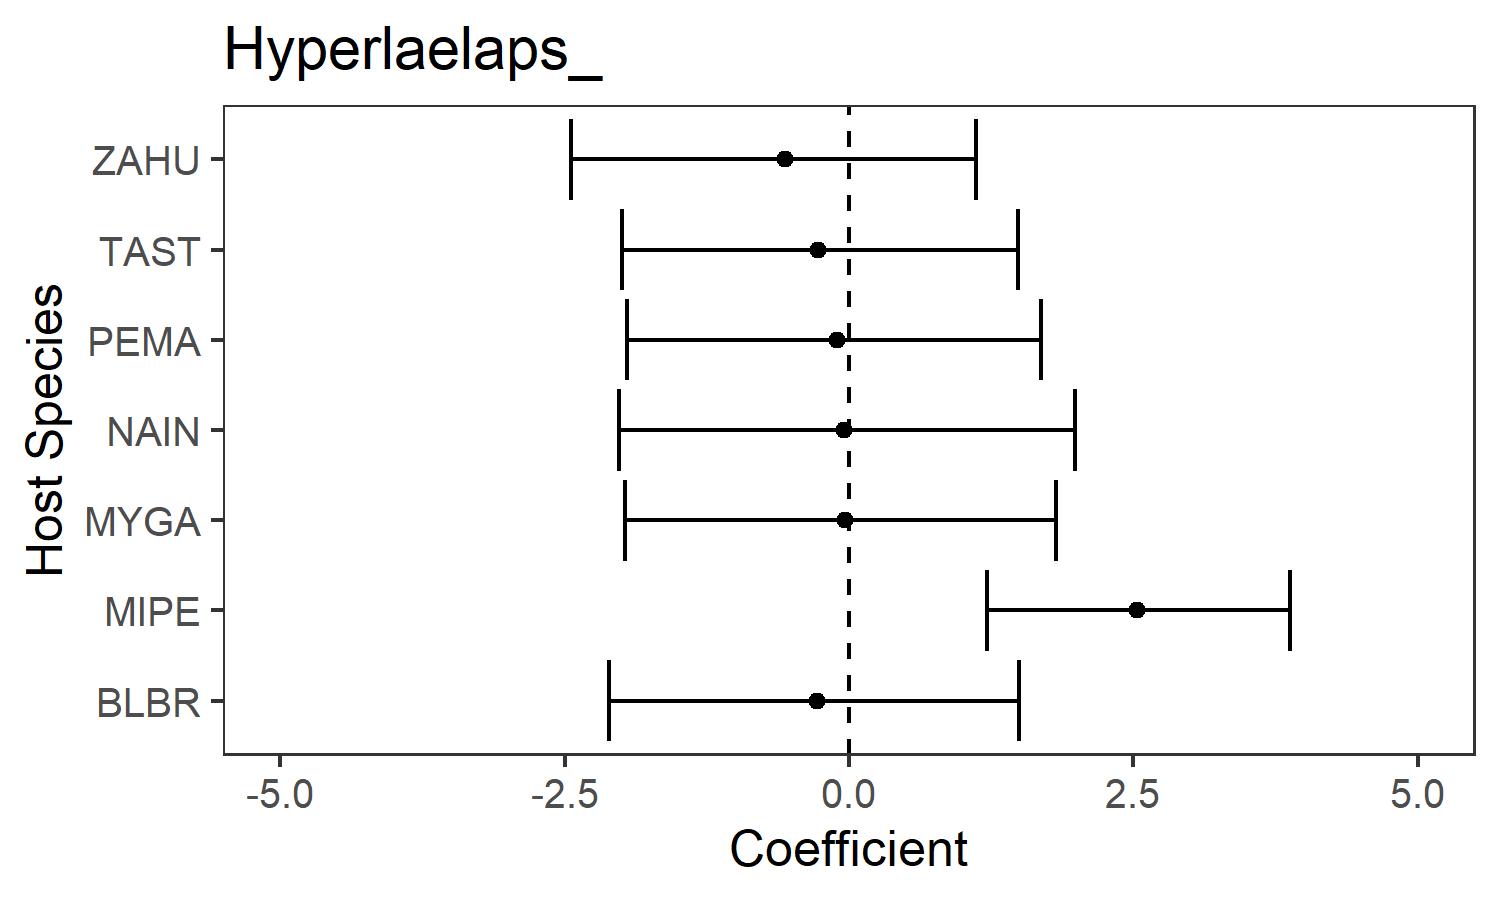 Hyperlaelaps_
Host Species
ZAHU
TAST
PEMA
NAIN
MYGA
MIPE
BLBR
-5.0 -2.5 0.0 2.5 5.0
Coefficient